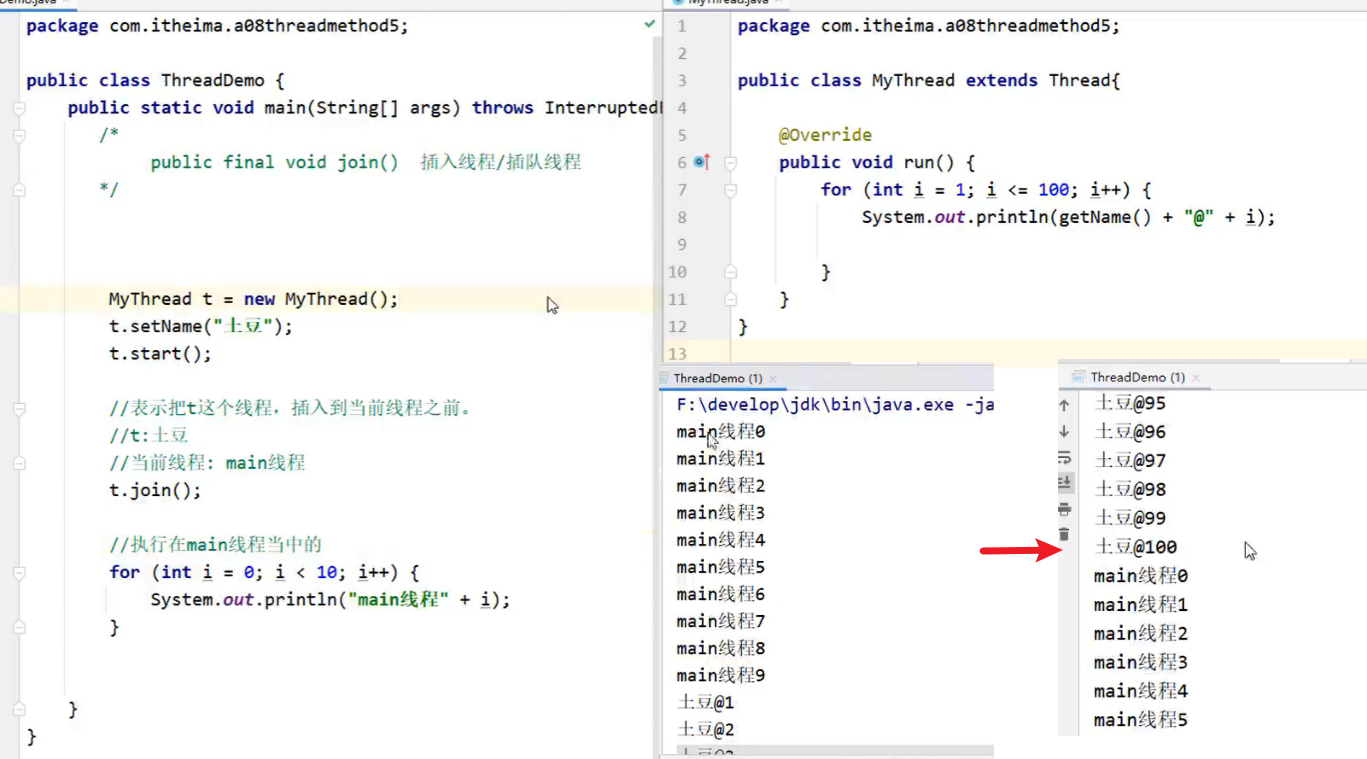 Demo.java
package com.itheima.a08threadmethod5;
public class ThreadDemo {
public static void main(String[] args) throws Interrupted
/*
public final void join() 插入线程/插队线程
*/
MyThread t = new MyThread();
t.setName("土豆");
t.start();
//表示把t这个线程，插入到当前线程之前。
//t:土豆
//当前线程: main线程
t.join();
//执行在main线程当中的
for (int i = 0; i < 10; i++) {
System.out.println("main线程" + i);
}
}
}
MyThread.java
1 package com.itheima.a08threadmethod5;
2
3 public class MyThread extends Thread{
4
5 @Override
6 public void run() {
7 for (int i = 1; i <= 100; i++) {
8 System.out.println(getName() + "@" + i);
9
10 }
11 }
12 }
13
ThreadDemo (1)
F:\develop\jdk\bin\java.exe -ja
main线程0
main线程1
main线程2
main线程3
main线程4
main线程5
main线程6
main线程7
main线程8
main线程9
土豆@1
土豆@2
ThreadDemo (1)
土豆@95
土豆@96
土豆@97
土豆@98
土豆@99
土豆@100
main线程0
main线程1
main线程2
main线程3
main线程4
main线程5